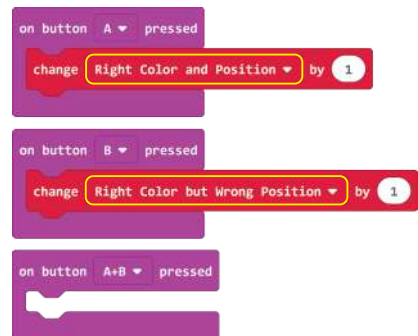 on button A pressed
change Right Color and Position by 1
on button B pressed
change Right Color but Wrong Position by 1
on button A+B pressed